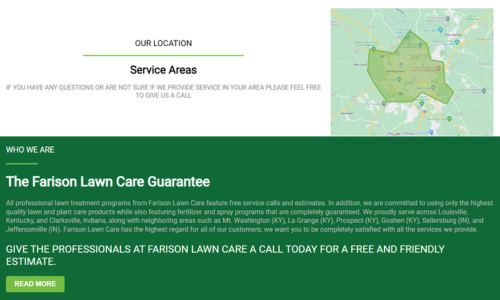 OUR LOCATION
Service Areas
IF YOU HAVE ANY QUESTIONS OR ARE NOT SURE IF WE PROVIDE SERVICE IN YOUR AREA PLEASE FEEL FREE
TO GIVE US A CALL
WHO WE ARE
The Farison Lawn Care Guarantee
All professional lawn treatment programs from Farison Lawn Care feature free service calls and estimates. In addition, we are committed to using only the highest
quality lawn and plant care products while also featuring fertilizer and spray programs that are completely guaranteed. We proudly serve across Louisville,
Kentucky, and Clarksville, Indiana, along with neighboring areas such as Mt. Washington (KY), La Grange (KY), Prospect (KY), Goshen (KY), Sellersburg (IN), and
Jeffersonville (IN). Farison Lawn Care has the highest regard for all of our customers; we want you to be completely satisfied with all the services we provide.
GIVE THE PROFESSIONALS AT FARISON LAWN CARE A CALL TODAY FOR A FREE AND FRIENDLY
ESTIMATE.
READ MORE